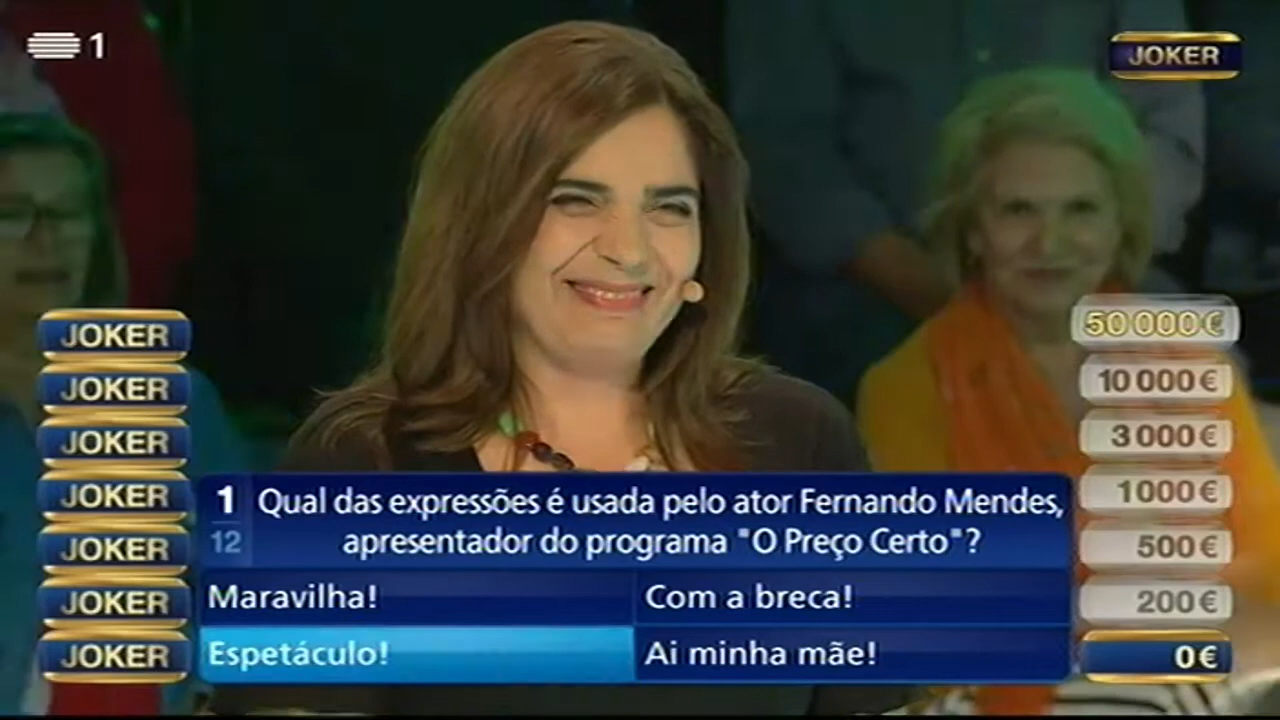 1
JOKER
JOKER
JOKER
JOKER
JOKER
JOKER
JOKER
JOKER
50 000 €
10 000 €
3 000 €
1 000 €
500 €
200 €
0 €
1
12
Qual das expressões é usada pelo ator Fernando Mendes,
apresentador do programa "O Preço Certo"?
Maravilha!
Com a breca!
Espetáculo!
Ai minha mãe!